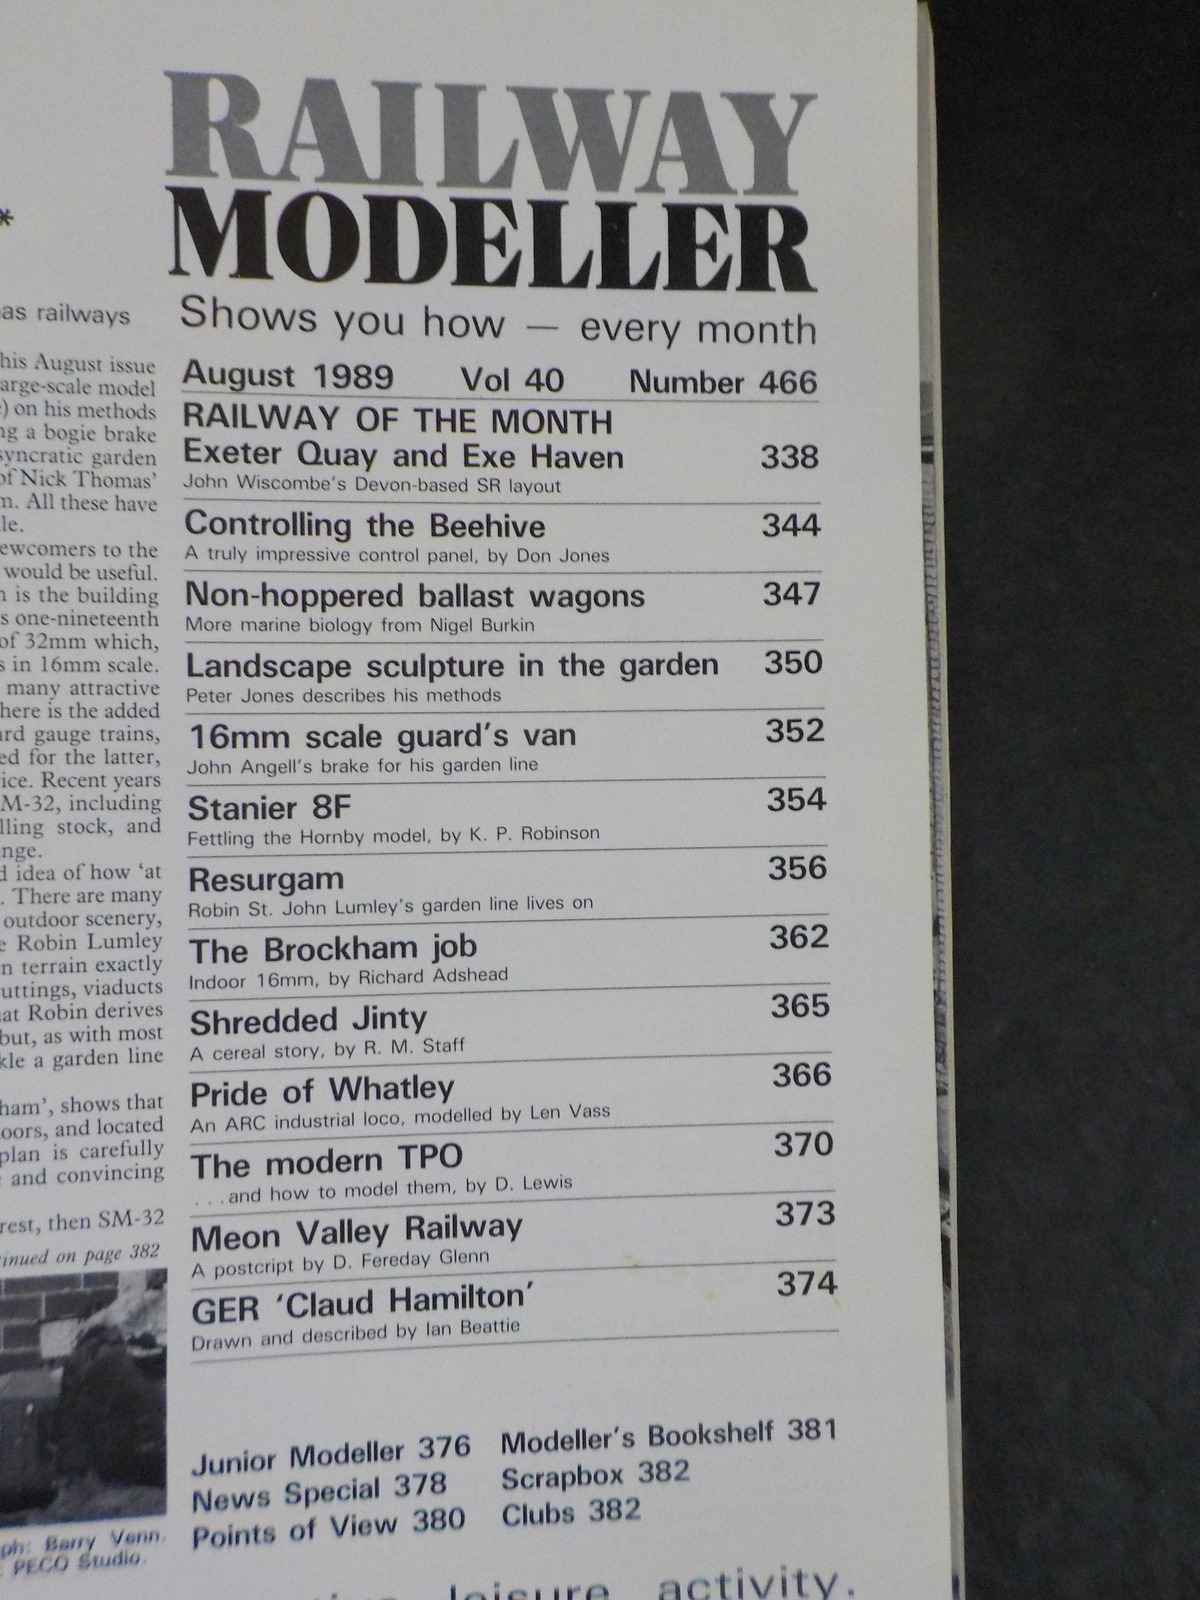 *
as railways
his August issue
arge-scale model
) on his methods
ng a bogie brake
syncratic garden
of Nick Thomas'
m. All these have
le.
ewcomers to the
would be useful.
n is the building
s one-nineteenth
of 32mm which,
s in 16mm scale.
many attractive
here is the added
ard gauge trains,
ed for the latter,
ice. Recent years
M-32, including
lling stock, and
nge.
d idea of how 'at
. There are many
outdoor scenery,
e Robin Lumley
n terrain exactly
uttings, viaducts
at Robin derives
but, as with most
kle a garden line
ham', shows that
oors, and located
plan is carefully
and convincing
rest, then SM-32
tinued on page 382
ph: Barry Venn.
: PECO Studio.
RAILWAY
MODELLER
Shows you how — every month
August 1989 Vol 40 Number 466
RAILWAY OF THE MONTH
Exeter Quay and Exe Haven 338
John Wiscombe's Devon-based SR layout
Controlling the Beehive 344
A truly impressive control panel, by Don Jones
Non-hoppered ballast wagons 347
More marine biology from Nigel Burkin
Landscape sculpture in the garden 350
Peter Jones describes his methods
16mm scale guard's van 352
John Angell's brake for his garden line
Stanier 8F 354
Fettling the Hornby model, by K. P. Robinson
Resurgam 356
Robin St. John Lumley's garden line lives on
The Brockham job 362
Indoor 16mm, by Richard Adshead
Shredded Jinty 365
A cereal story, by R. M. Staff
Pride of Whatley 366
An ARC industrial loco, modelled by Len Vass
The modern TPO 370
. . .and how to model them, by D. Lewis
Meon Valley Railway 373
A postcript by D. Fereday Glenn
GER 'Claud Hamilton' 374
Drawn and described by Ian Beattie
Junior Modeller 376
News Special 378
Points of View 380
Modeller's Bookshelf 381
Scrapbox 382
Clubs 382
leisure activity.